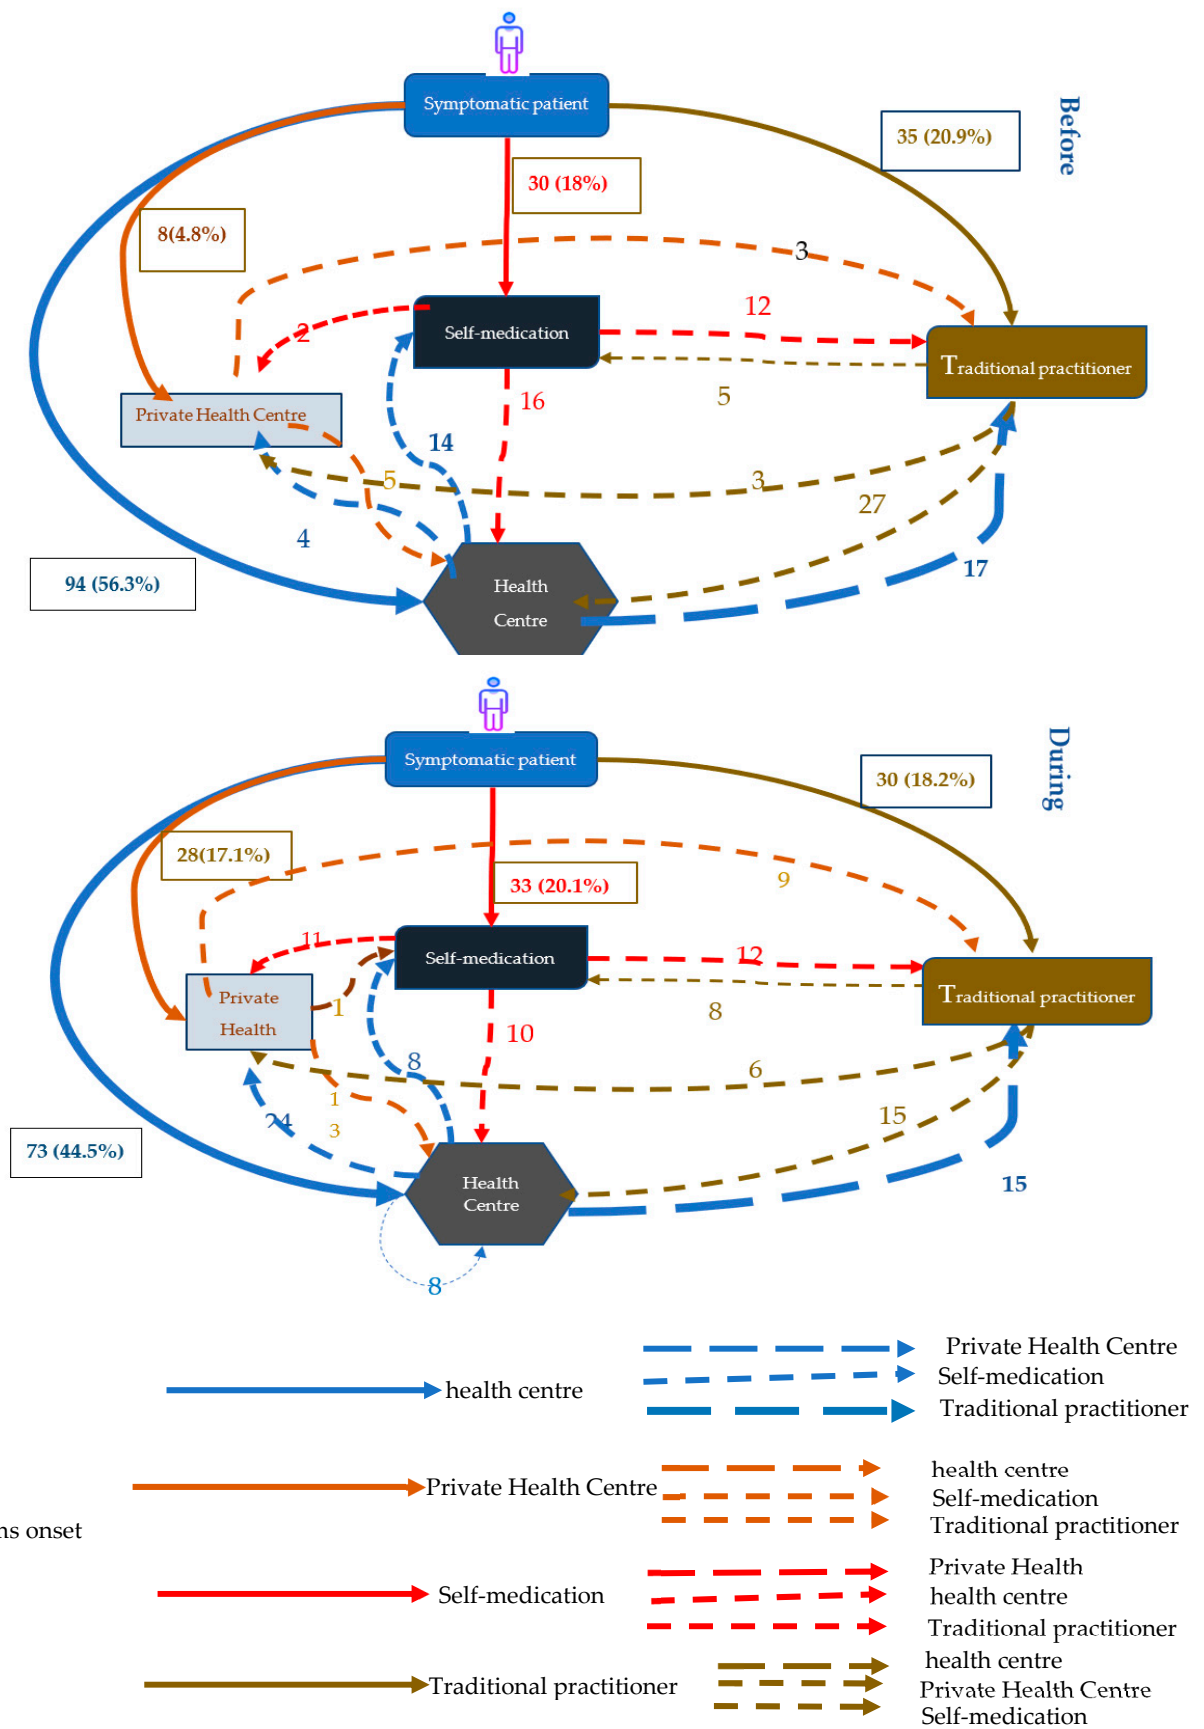 Symptomatic patient
Before
35 (20.9%)
30 (18%)
8(4.8%)
3
2
Self-medication
12
Traditional practitioner
5
16
Private Health Centre
14
5
3
27
4
17
94 (56.3%)
Health
Centre
Symptomatic patient
During
30 (18.2%)
28(17.1%)
33 (20.1%)
9
11
Self-medication
12
Traditional practitioner
Private
Health
1
8
10
8
6
24
1
3
15
73 (44.5%)
Health
Centre
15
8
Private Health Centre
Self-medication
health centre
Traditional practitioner
health centre
Private Health Centre
Self-medication
Traditional practitioner
ns onset
Private Health
Self-medication
health centre
Traditional practitioner
health centre
Traditional practitioner
Private Health Centre
Self-medication